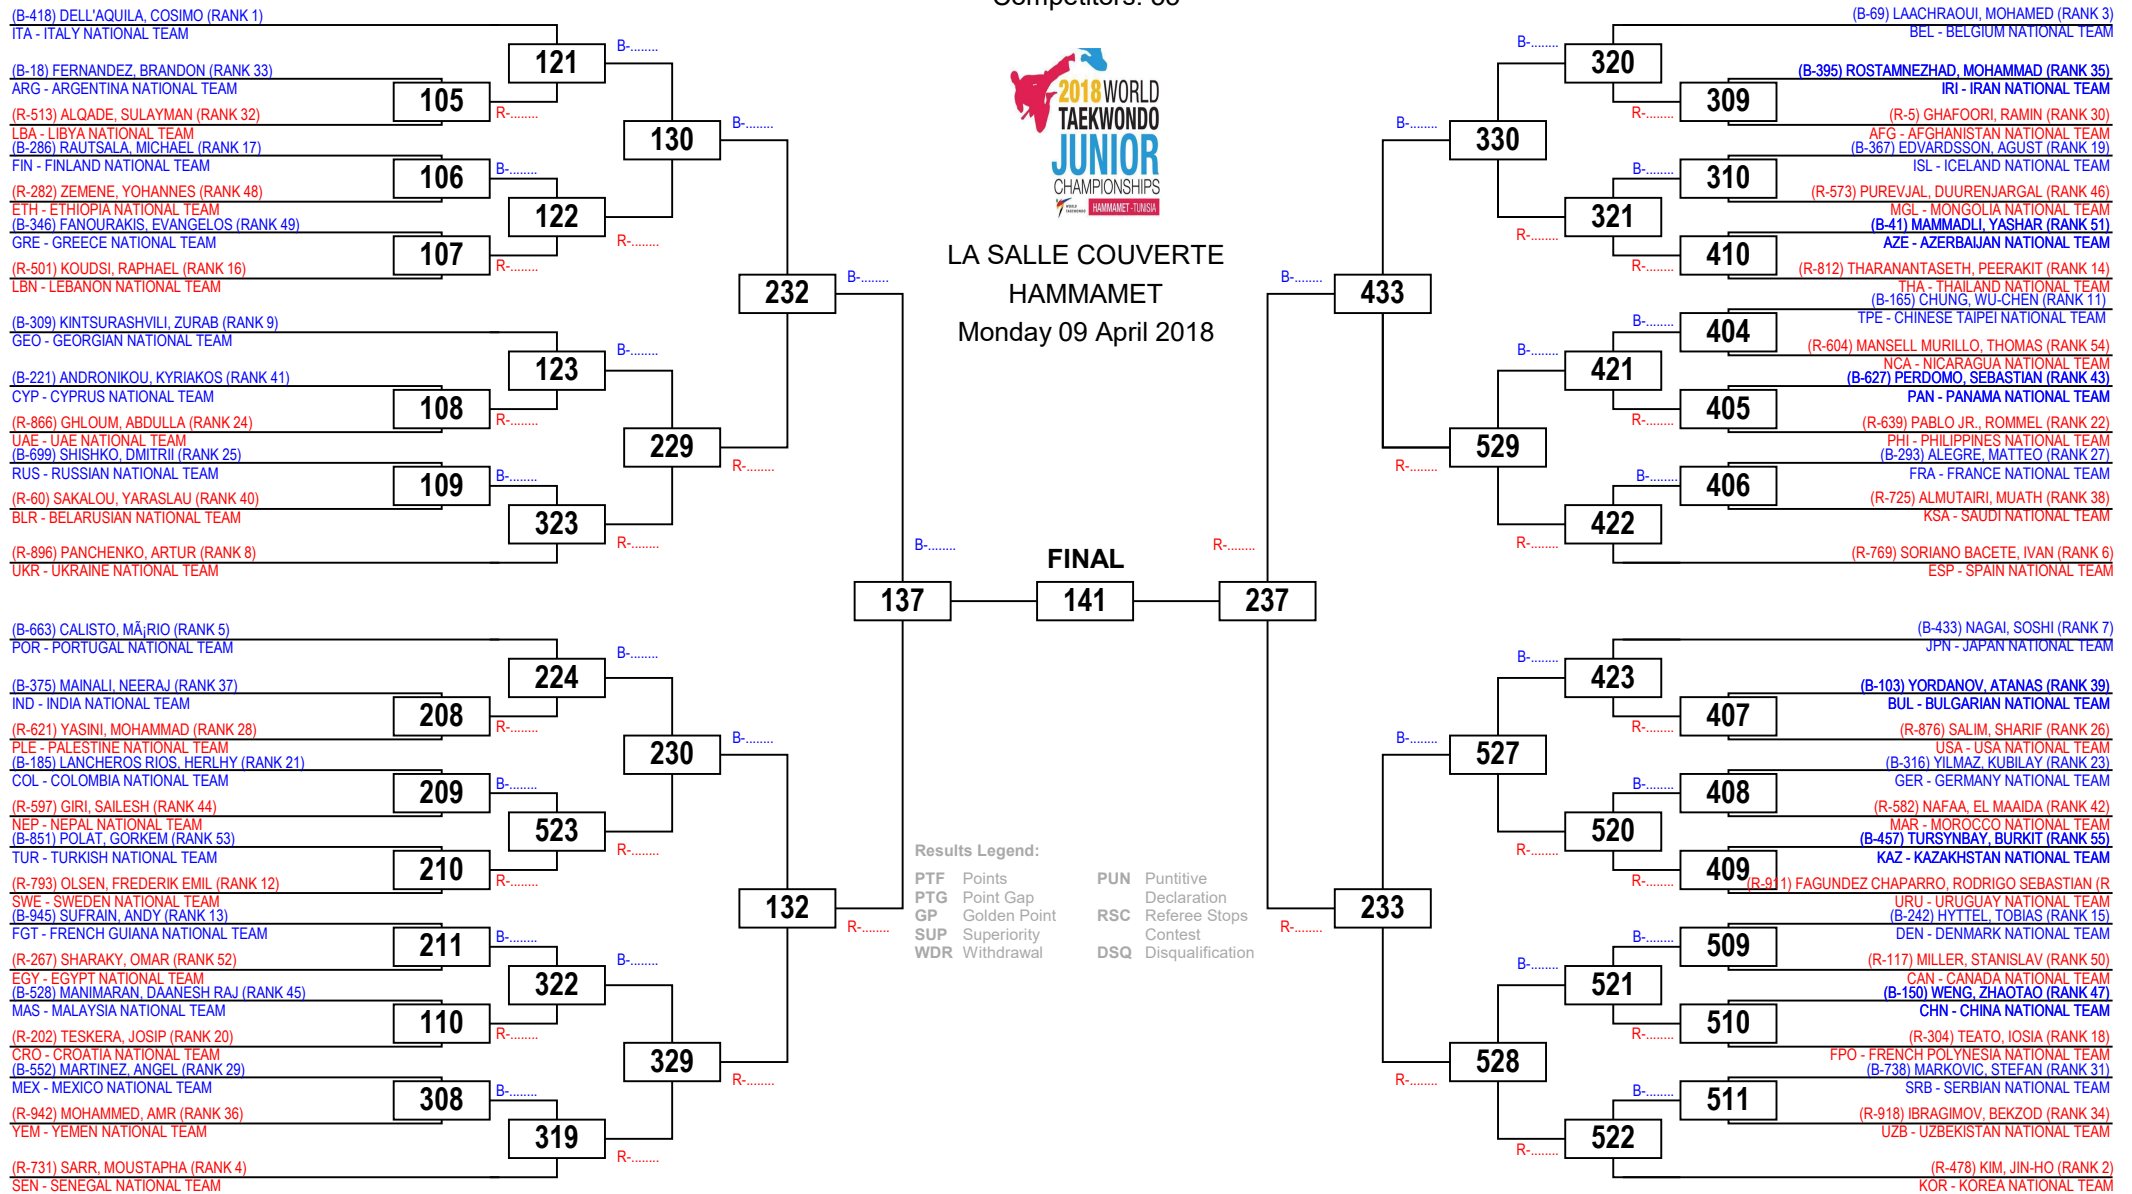 (B-418) DELL'AQUILA, COSIMO (RANK 1)
ITA - ITALY NATIONAL TEAM
(B-18) FERNANDEZ, BRANDON (RANK 33)
ARG - ARGENTINA NATIONAL TEAM
(R-513) ALQADE, SULAYMAN (RANK 32)
LBA - LIBYA NATIONAL TEAM
(B-286) RAUTSALA, MICHAEL (RANK 17)
FIN - FINLAND NATIONAL TEAM
(R-282) ZEMENE, YOHANNES (RANK 48)
ETH - ETHIOPIA NATIONAL TEAM
(B-346) FANOURAKIS, EVANGELOS (RANK 49)
GRE - GREECE NATIONAL TEAM
(R-501) KOUDSI, RAPHAEL (RANK 16)
LBN - LEBANON NATIONAL TEAM
(B-309) KINTSURASHVILI, ZURAB (RANK 9)
GEO - GEORGIAN NATIONAL TEAM
(B-221) ANDRONIKOU, KYRIAKOS (RANK 41)
CYP - CYPRUS NATIONAL TEAM
(R-866) GHLOUM, ABDULLA (RANK 24)
UAE - UAE NATIONAL TEAM
(B-699) SHISHKO, DMITRII (RANK 25)
RUS - RUSSIAN NATIONAL TEAM
(R-60) SAKALOU, YARASLAU (RANK 40)
BLR - BELARUSIAN NATIONAL TEAM
(R-896) PANCHENKO, ARTUR (RANK 8)
UKR - UKRAINE NATIONAL TEAM
(B-663) CALISTO, MÃ¡RIO (RANK 5)
POR - PORTUGAL NATIONAL TEAM
(B-375) MAINALI, NEERAJ (RANK 37)
IND - INDIA NATIONAL TEAM
(R-621) YASINI, MOHAMMAD (RANK 28)
PLE - PALESTINE NATIONAL TEAM
(B-185) LANCHEROS RIOS, HERLHY (RANK 21)
COL - COLOMBIA NATIONAL TEAM
(R-597) GIRI, SAILESH (RANK 44)
NEP - NEPAL NATIONAL TEAM
(B-851) POLAT, GORKEM (RANK 53)
TUR - TURKISH NATIONAL TEAM
(R-793) OLSEN, FREDERIK EMIL (RANK 12)
SWE - SWEDEN NATIONAL TEAM
(B-945) SUFRAIN, ANDY (RANK 13)
FGT - FRENCH GUIANA NATIONAL TEAM
(R-267) SHARAKY, OMAR (RANK 52)
EGY - EGYPT NATIONAL TEAM
(B-528) MANIMARAN, DAANESH RAJ (RANK 45)
MAS - MALAYSIA NATIONAL TEAM
(R-202) TESKERA, JOSIP (RANK 20)
CRO - CROATIA NATIONAL TEAM
(B-552) MARTINEZ, ANGEL (RANK 29)
MEX - MEXICO NATIONAL TEAM
(R-942) MOHAMMED, AMR (RANK 36)
YEM - YEMEN NATIONAL TEAM
(R-731) SARR, MOUSTAPHA (RANK 4)
SEN - SENEGAL NATIONAL TEAM
105
106
107
108
109
208
209
210
211
110
308
B-........
R-........
121
122
123
323
224
523
322
319
130
229
230
329
232
132
137
2018 WORLD
TAEKWONDO
JUNIOR
CHAMPIONSHIPS
HAMMAMET - TUNISIA
LA SALLE COUVERTE
HAMMAMET
Monday 09 April 2018
FINAL
141
Results Legend:
PTF Points
PTG Point Gap
GP Golden Point
SUP Superiority
WDR Withdrawal
PUN Puntitive
Declaration
RSC Referee Stops
Contest
DSQ Disqualification
237
433
233
330
529
527
528
320
321
421
422
423
520
521
522
309
310
410
404
405
406
407
408
409
509
510
511
(B-69) LAACHRAOUI, MOHAMED (RANK 3)
BEL - BELGIUM NATIONAL TEAM
(B-395) ROSTAMNEZHAD, MOHAMMAD (RANK 35)
IRI - IRAN NATIONAL TEAM
(R-5) GHAFOORI, RAMIN (RANK 30)
AFG - AFGHANISTAN NATIONAL TEAM
(B-367) EDVARDSSON, AGUST (RANK 19)
ISL - ICELAND NATIONAL TEAM
(R-573) PUREVJAL, DUURENJARGAL (RANK 46)
MGL - MONGOLIA NATIONAL TEAM
(B-41) MAMMADLI, YASHAR (RANK 51)
AZE - AZERBAIJAN NATIONAL TEAM
(R-812) THARANANTASETH, PEERAKIT (RANK 14)
THA - THAILAND NATIONAL TEAM
(B-165) CHUNG, WU-CHEN (RANK 11)
TPE - CHINESE TAIPEI NATIONAL TEAM
(R-604) MANSELL MURILLO, THOMAS (RANK 54)
NCA - NICARAGUA NATIONAL TEAM
(B-627) PERDOMO, SEBASTIAN (RANK 43)
PAN - PANAMA NATIONAL TEAM
(R-639) PABLO JR., ROMMEL (RANK 22)
PHI - PHILIPPINES NATIONAL TEAM
(B-293) ALEGRE, MATTEO (RANK 27)
FRA - FRANCE NATIONAL TEAM
(R-725) ALMUTAIRI, MUATH (RANK 38)
KSA - SAUDI NATIONAL TEAM
(R-769) SORIANO BACETE, IVAN (RANK 6)
ESP - SPAIN NATIONAL TEAM
(B-433) NAGAI, SOSHI (RANK 7)
JPN - JAPAN NATIONAL TEAM
(B-103) YORDANOV, ATANAS (RANK 39)
BUL - BULGARIAN NATIONAL TEAM
(R-876) SALIM, SHARIF (RANK 26)
USA - USA NATIONAL TEAM
(B-316) YILMAZ, KUBILAY (RANK 23)
GER - GERMANY NATIONAL TEAM
(R-582) NAFAA, EL MAAIDA (RANK 42)
MAR - MOROCCO NATIONAL TEAM
(B-457) TURSYNBAY, BURKIT (RANK 55)
KAZ - KAZAKHSTAN NATIONAL TEAM
(R-911) FAGUNDEZ CHAPARRO, RODRIGO SEBASTIAN (R
URU - URUGUAY NATIONAL TEAM
(B-242) HYTTEL, TOBIAS (RANK 15)
DEN - DENMARK NATIONAL TEAM
(R-117) MILLER, STANISLAV (RANK 50)
CAN - CANADA NATIONAL TEAM
(B-150) WENG, ZHAOTAO (RANK 47)
CHN - CHINA NATIONAL TEAM
(R-304) TEATO, IOSIA (RANK 18)
FPO - FRENCH POLYNESIA NATIONAL TEAM
(B-738) MARKOVIC, STEFAN (RANK 31)
SRB - SERBIAN NATIONAL TEAM
(R-918) IBRAGIMOV, BEKZOD (RANK 34)
UZB - UZBEKISTAN NATIONAL TEAM
(R-478) KIM, JIN-HO (RANK 2)
KOR - KOREA NATIONAL TEAM